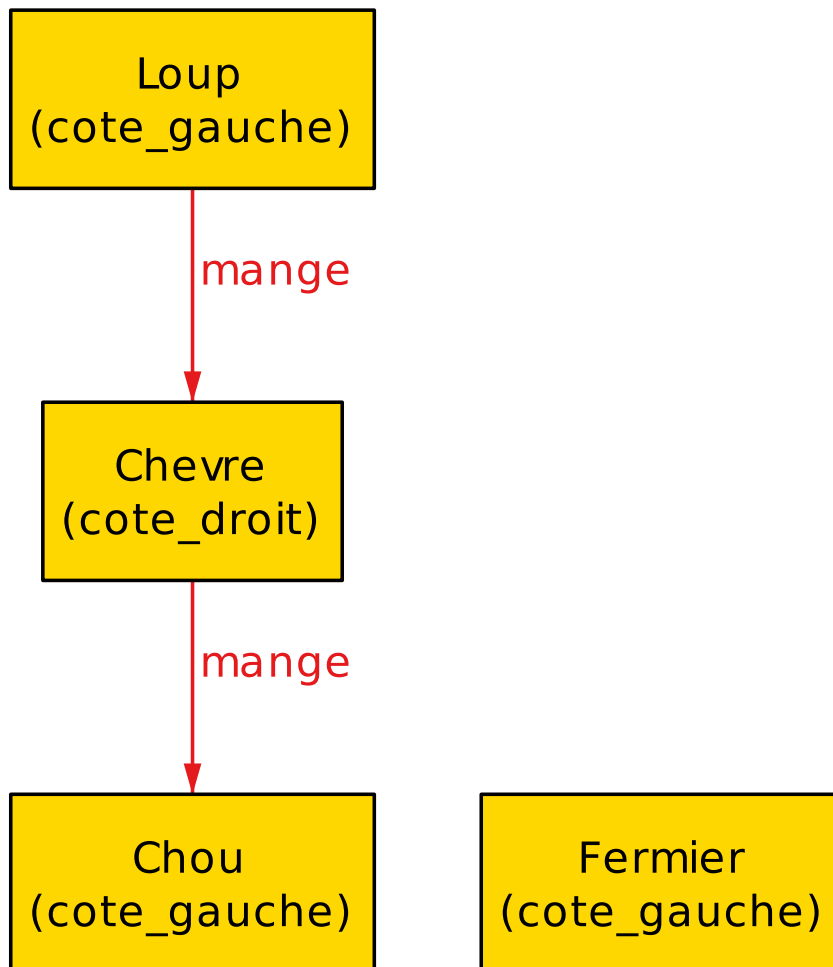 Loup
(cote_gauche)
mange
Chevre
(cote_droit)
mange
Chou
(cote_gauche)
Fermier
(cote_gauche)